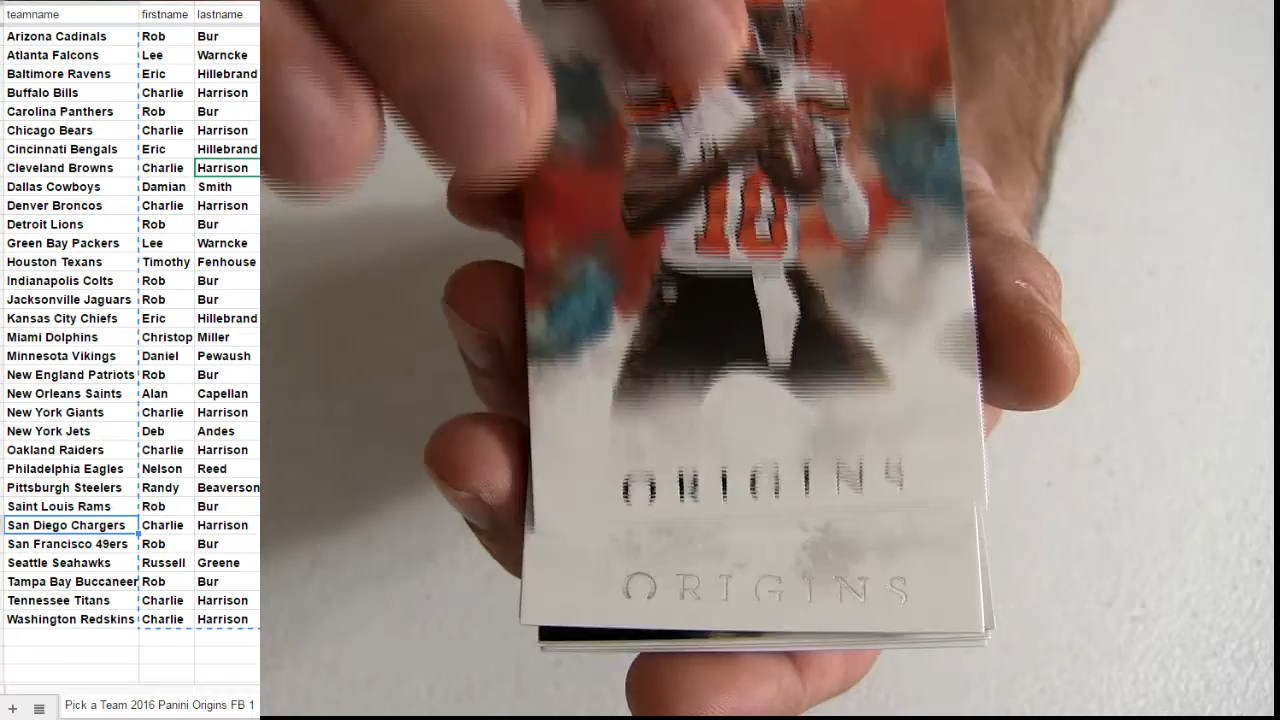 teamname firstname lastname
Arizona Cadinals Rob Bur
Atlanta Falcons Lee Warncke
Baltimore Ravens Eric Hillebrand
Buffalo Bills Charlie Harrison
Carolina Panthers Rob Bur
Chicago Bears Charlie Harrison
Cincinnati Bengals Eric Hillebrand
Cleveland Browns Charlie Harrison
Dallas Cowboys Damian Smith
Denver Broncos Charlie Harrison
Detroit Lions Rob Bur
Green Bay Packers Lee Warncke
Houston Texans Timothy Fenhouse
Indianapolis Colts Rob Bur
Jacksonville Jaguars Rob Bur
Kansas City Chiefs Eric Hillebrand
Miami Dolphins Christop Miller
Minnesota Vikings Daniel Pewaush
New England Patriots Rob Bur
New Orleans Saints Alan Capellan
New York Giants Charlie Harrison
New York Jets Deb Andes
Oakland Raiders Charlie Harrison
Philadelphia Eagles Nelson Reed
Pittsburgh Steelers Randy Beaverson
Saint Louis Rams Rob Bur
San Diego Chargers Charlie Harrison
San Francisco 49ers Rob Bur
Seattle Seahawks Russell Greene
Tampa Bay Buccaneer Rob Bur
Tennessee Titans Charlie Harrison
Washington Redskins Charlie Harrison
Pick a Team 2016 Panini Origins FB 1
ORIGINS
ORIGINS